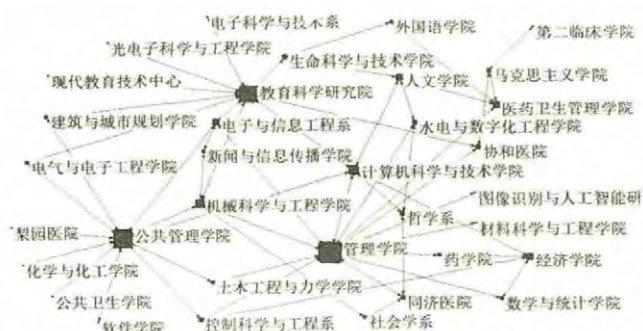 电子科学与技术系
外国语学院
第二临床学院
光电子科学与工程学院
生命科学与技术学院
人文学院
马克思主义学院
现代教育技术中心
教育科学研究院
医药卫生管理学院
建筑与城市规划学院
电子与信息工程系
水电与数字化工程学院
协和医院
电气与电子工程学院
新闻与信息传播学院
计算机科学与技术学院
图像识别与人工智能研
机械科学与工程学院
哲学系
材料科学与工程学院
梨园医院
公共管理学院
管理学院
药学院
经济学院
化学与化工学院
土木工程与力学学院
公共卫生学院
同济医院
数学与统计学院
软件学院
控制科学与工程系
社会学系